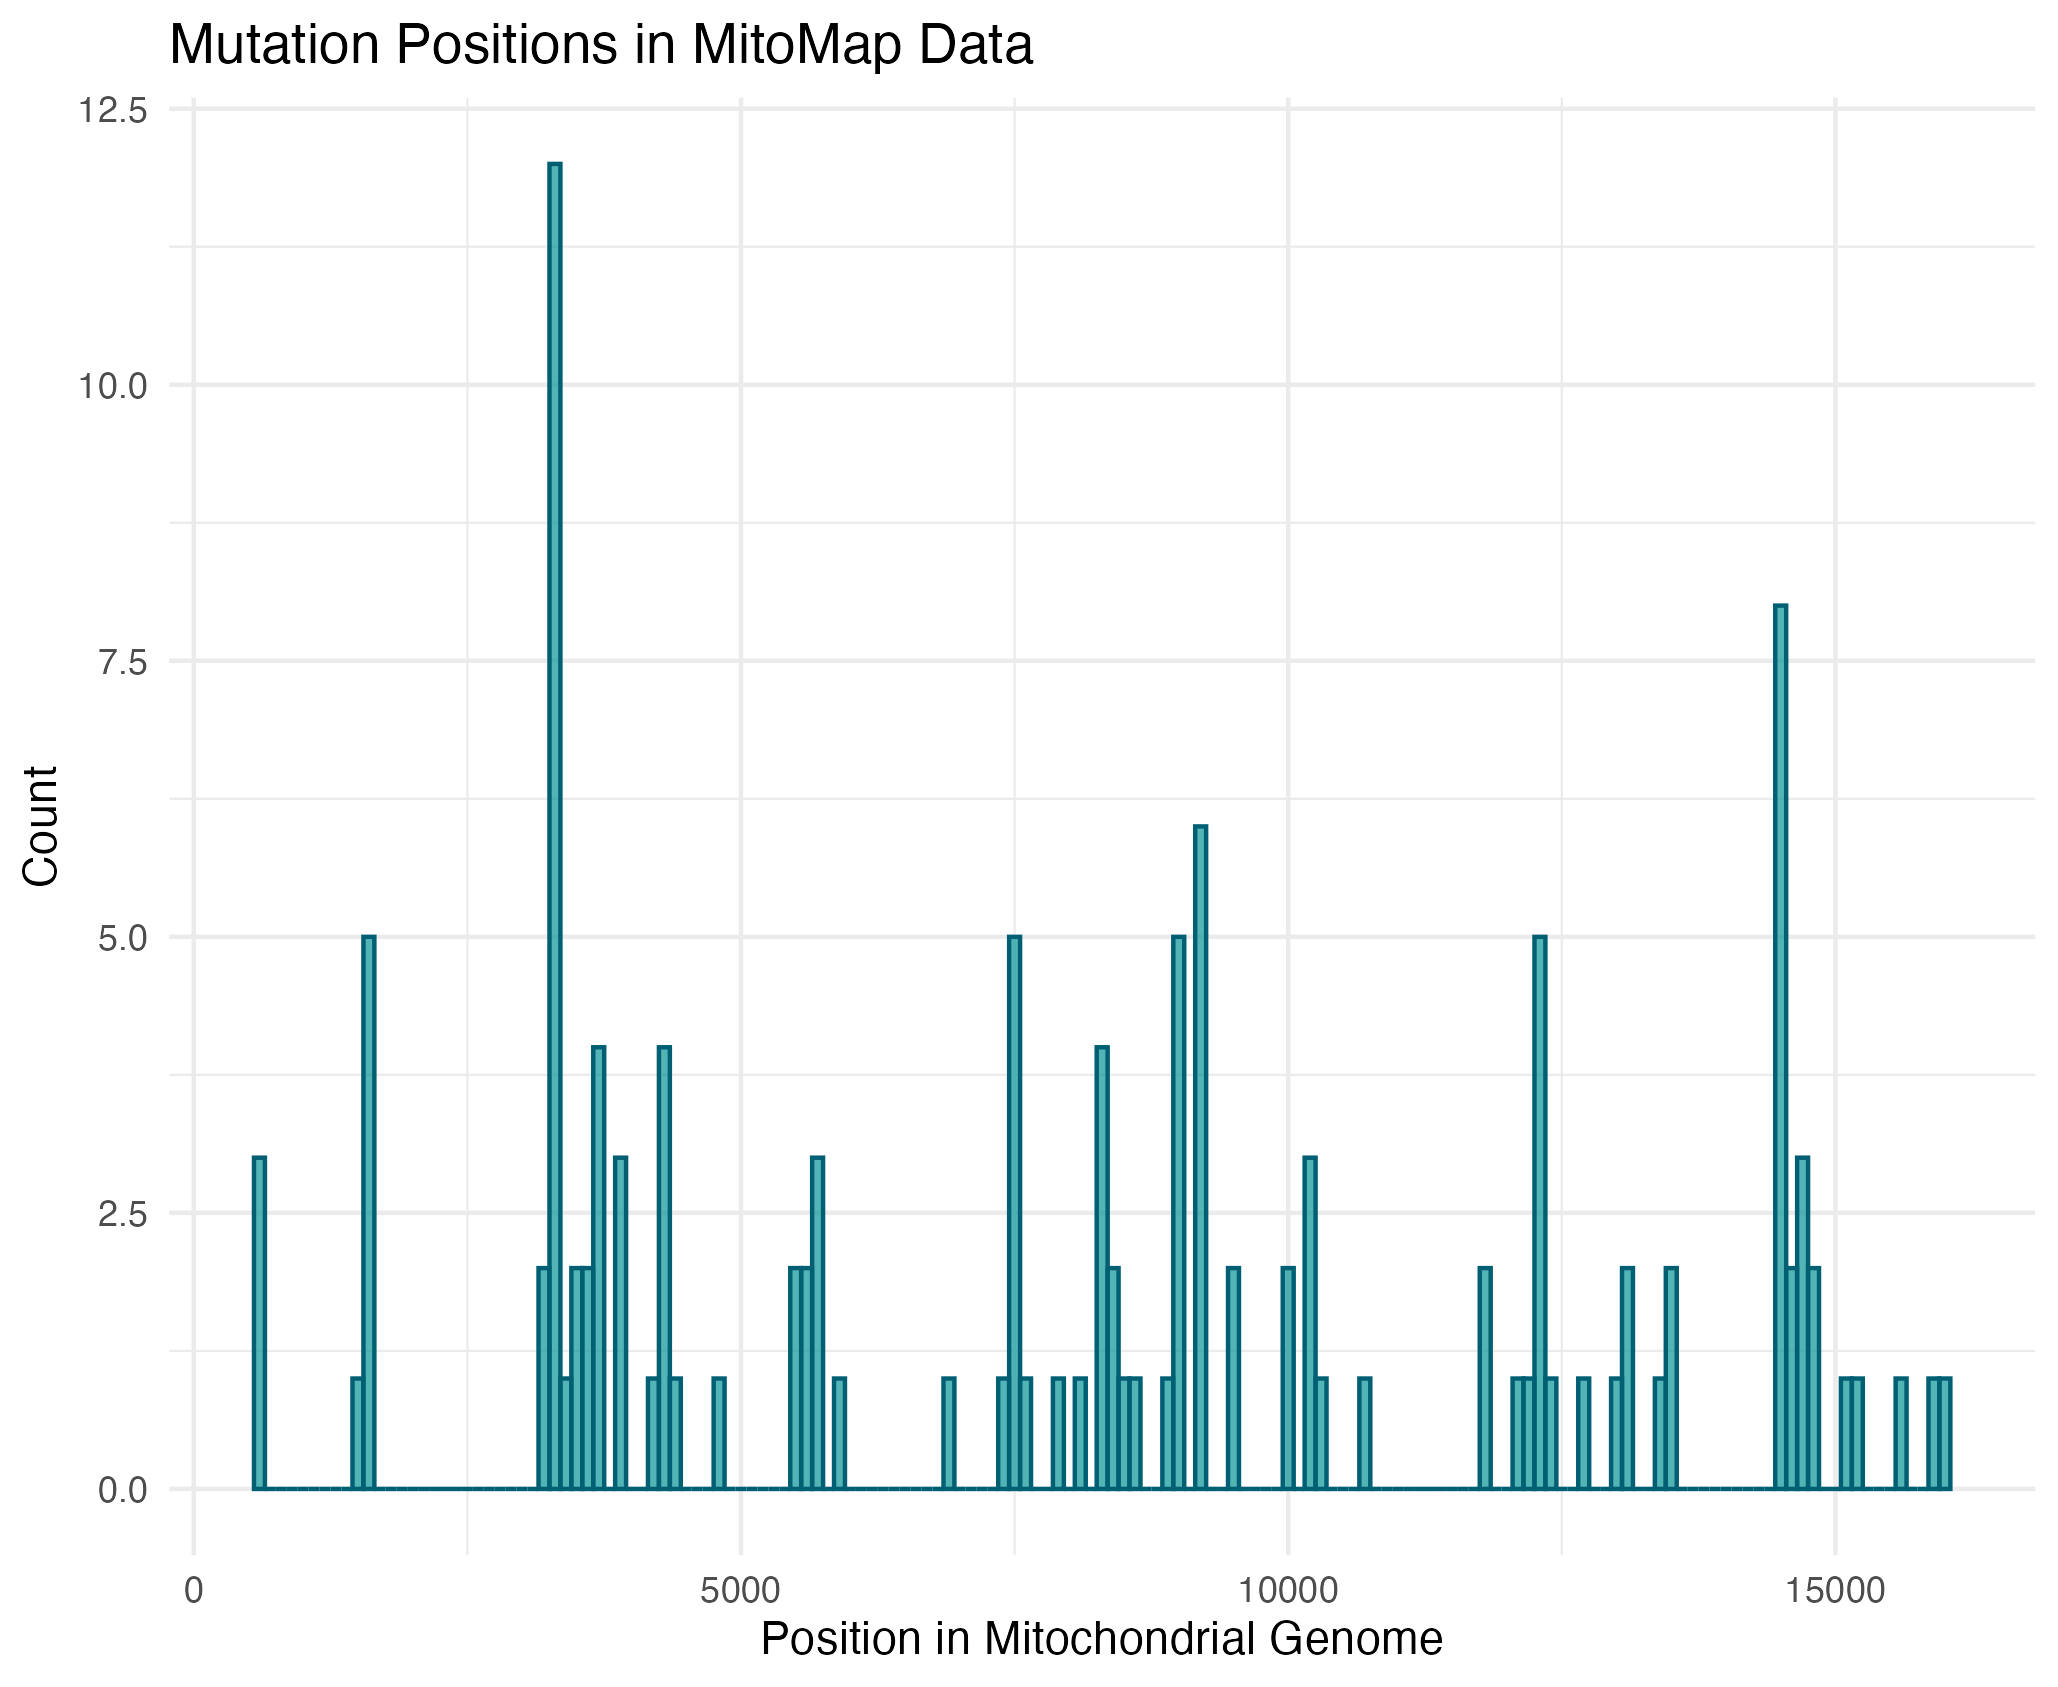 Mutation Positions in MitoMap Data
12.5
10.0
7.5
5.0
2.5
0.0
Count
0 5000 10000 15000
Position in Mitochondrial Genome